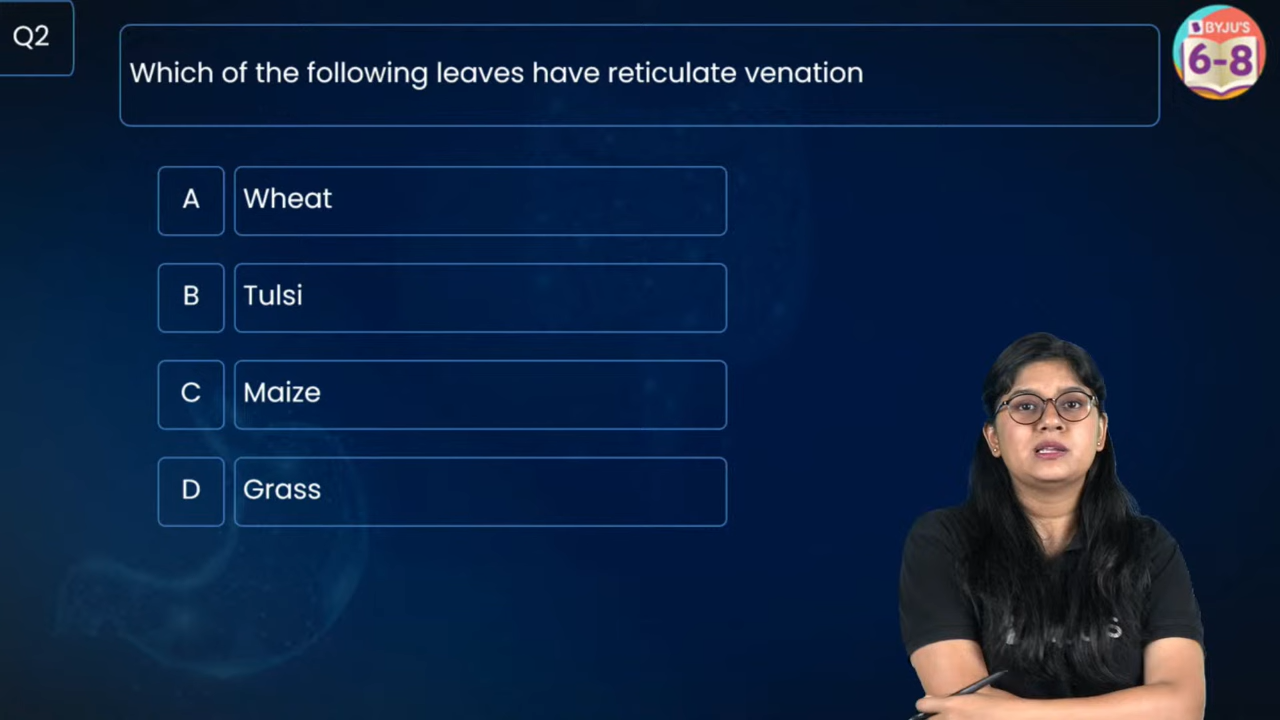 Q2
BYJU'S
6-8
Which of the following leaves have reticulate venation
A Wheat
B Tulsi
C Maize
D Grass